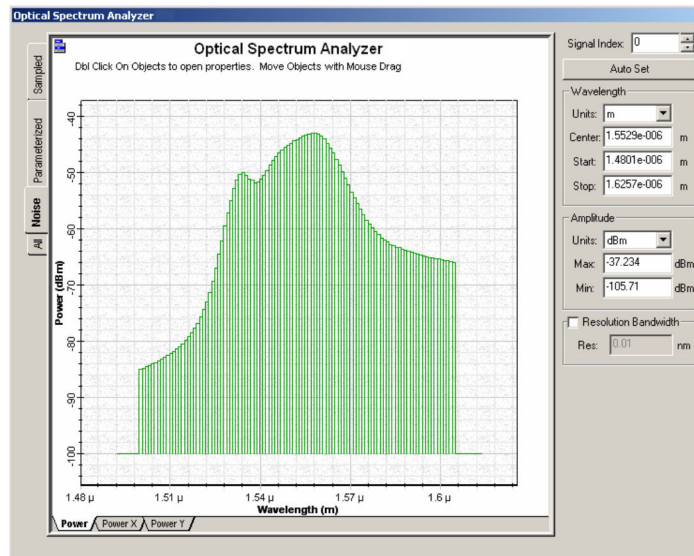 Optical Spectrum Analyzer
Sampled
Parameterized
Noise
All
Optical Spectrum Analyzer
Dbl Click On Objects to open properties. Move Objects with Mouse Drag
Power (dBm)
-40
-50
-60
-70
-80
-90
-100
1.48 µ
1.51 µ
1.54 µ
1.57 µ
1.6 µ
Wavelength (m)
Power
Power X
Power Y
Signal Index: 0
Auto Set
Wavelength
Units: m
Center: 1.5529e-006 m
Start: 1.4801e-006 m
Stop: 1.6257e-006 m
Amplitude
Units: dBm
Max: -37.234 dBm
Min: -105.71 dBm
Resolution Bandwidth
Res: 0.01 nm